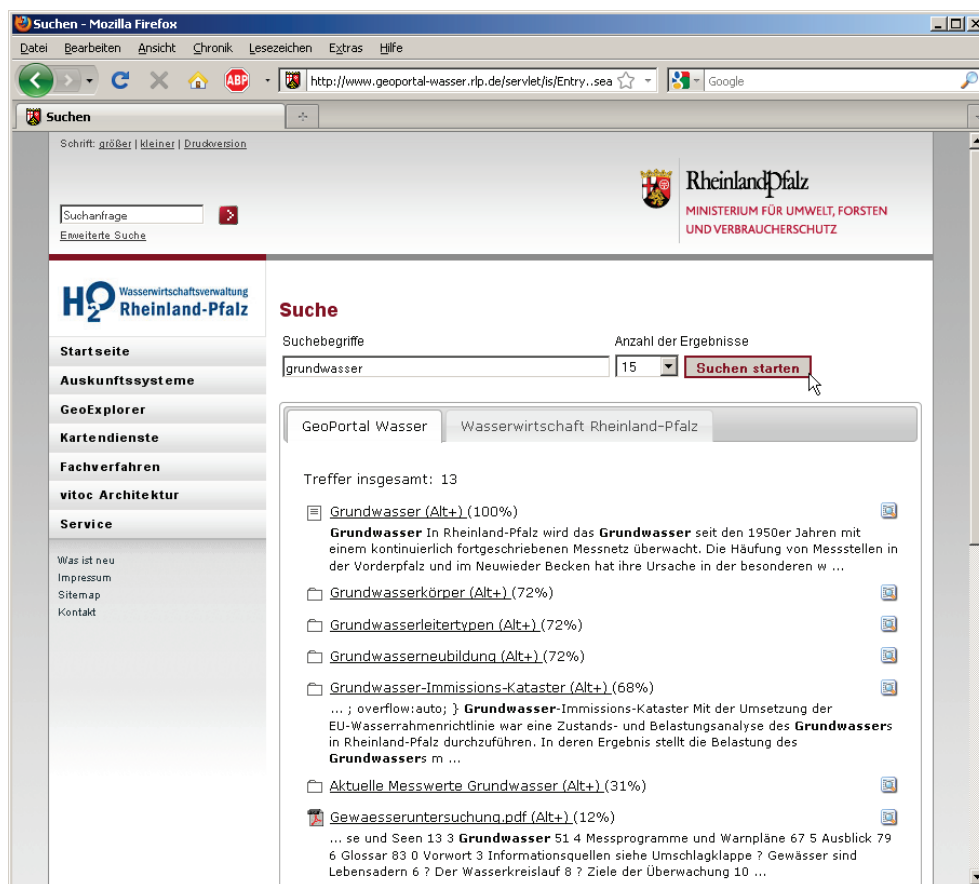 Suchen - Mozilla Firefox
Datei Bearbeiten Ansicht Chronik Lesezeichen Extras Hilfe
ABP http://www.geoportal-wasser.rlp.de/servlet/is/Entry..sea Google
Suchen
Schrift: größer | kleiner | Druckversion
RheinlandPfalz
MINISTERIUM FÜR UMWELT, FORSTEN
UND VERBRAUCHERSCHUTZ
Suchanfrage
Erweiterte Suche
H2O Wasserwirtschaftsverwaltung
Rheinland-Pfalz
Startseite
Auskunftssysteme
GeoExplorer
Kartendienste
Fachverfahren
vitoc Architektur
Service
Was ist neu
Impressum
Sitemap
Kontakt
Suche
Suchebegriffe Anzahl der Ergebnisse
grundwasser 15 Suchen starten
GeoPortal Wasser Wasserwirtschaft Rheinland-Pfalz
Treffer insgesamt: 13
Grundwasser (Alt+) (100%)
Grundwasser In Rheinland-Pfalz wird das Grundwasser seit den 1950er Jahren mit
einem kontinuierlich fortgeschriebenen Messnetz überwacht. Die Häufung von Messstellen in
der Vorderpfalz und im Neuwieder Becken hat ihre Ursache in der besonderen w ...
Grundwasserkörper (Alt+) (72%)
Grundwasserleitertypen (Alt+) (72%)
Grundwasserneubildung (Alt+) (72%)
Grundwasser-Immissions-Kataster (Alt+) (68%)
... ; overflow:auto; } Grundwasser-Immissions-Kataster Mit der Umsetzung der
EU-Wasserrahmenrichtlinie war eine Zustands- und Belastungsanalyse des Grundwassers
in Rheinland-Pfalz durchzuführen. In deren Ergebnis stellt die Belastung des
Grundwassers m ...
Aktuelle Messwerte Grundwasser (Alt+) (31%)
Gewaesseruntersuchung.pdf (Alt+) (12%)
... se und Seen 13 3 Grundwasser 51 4 Messprogramme und Warnpläne 67 5 Ausblick 79
6 Glossar 83 0 Vorwort 3 Informationsquellen siehe Umschlagklappe ? Gewässer sind
Lebensadern 6 ? Der Wasserkreislauf 8 ? Ziele der Überwachung 10 ...